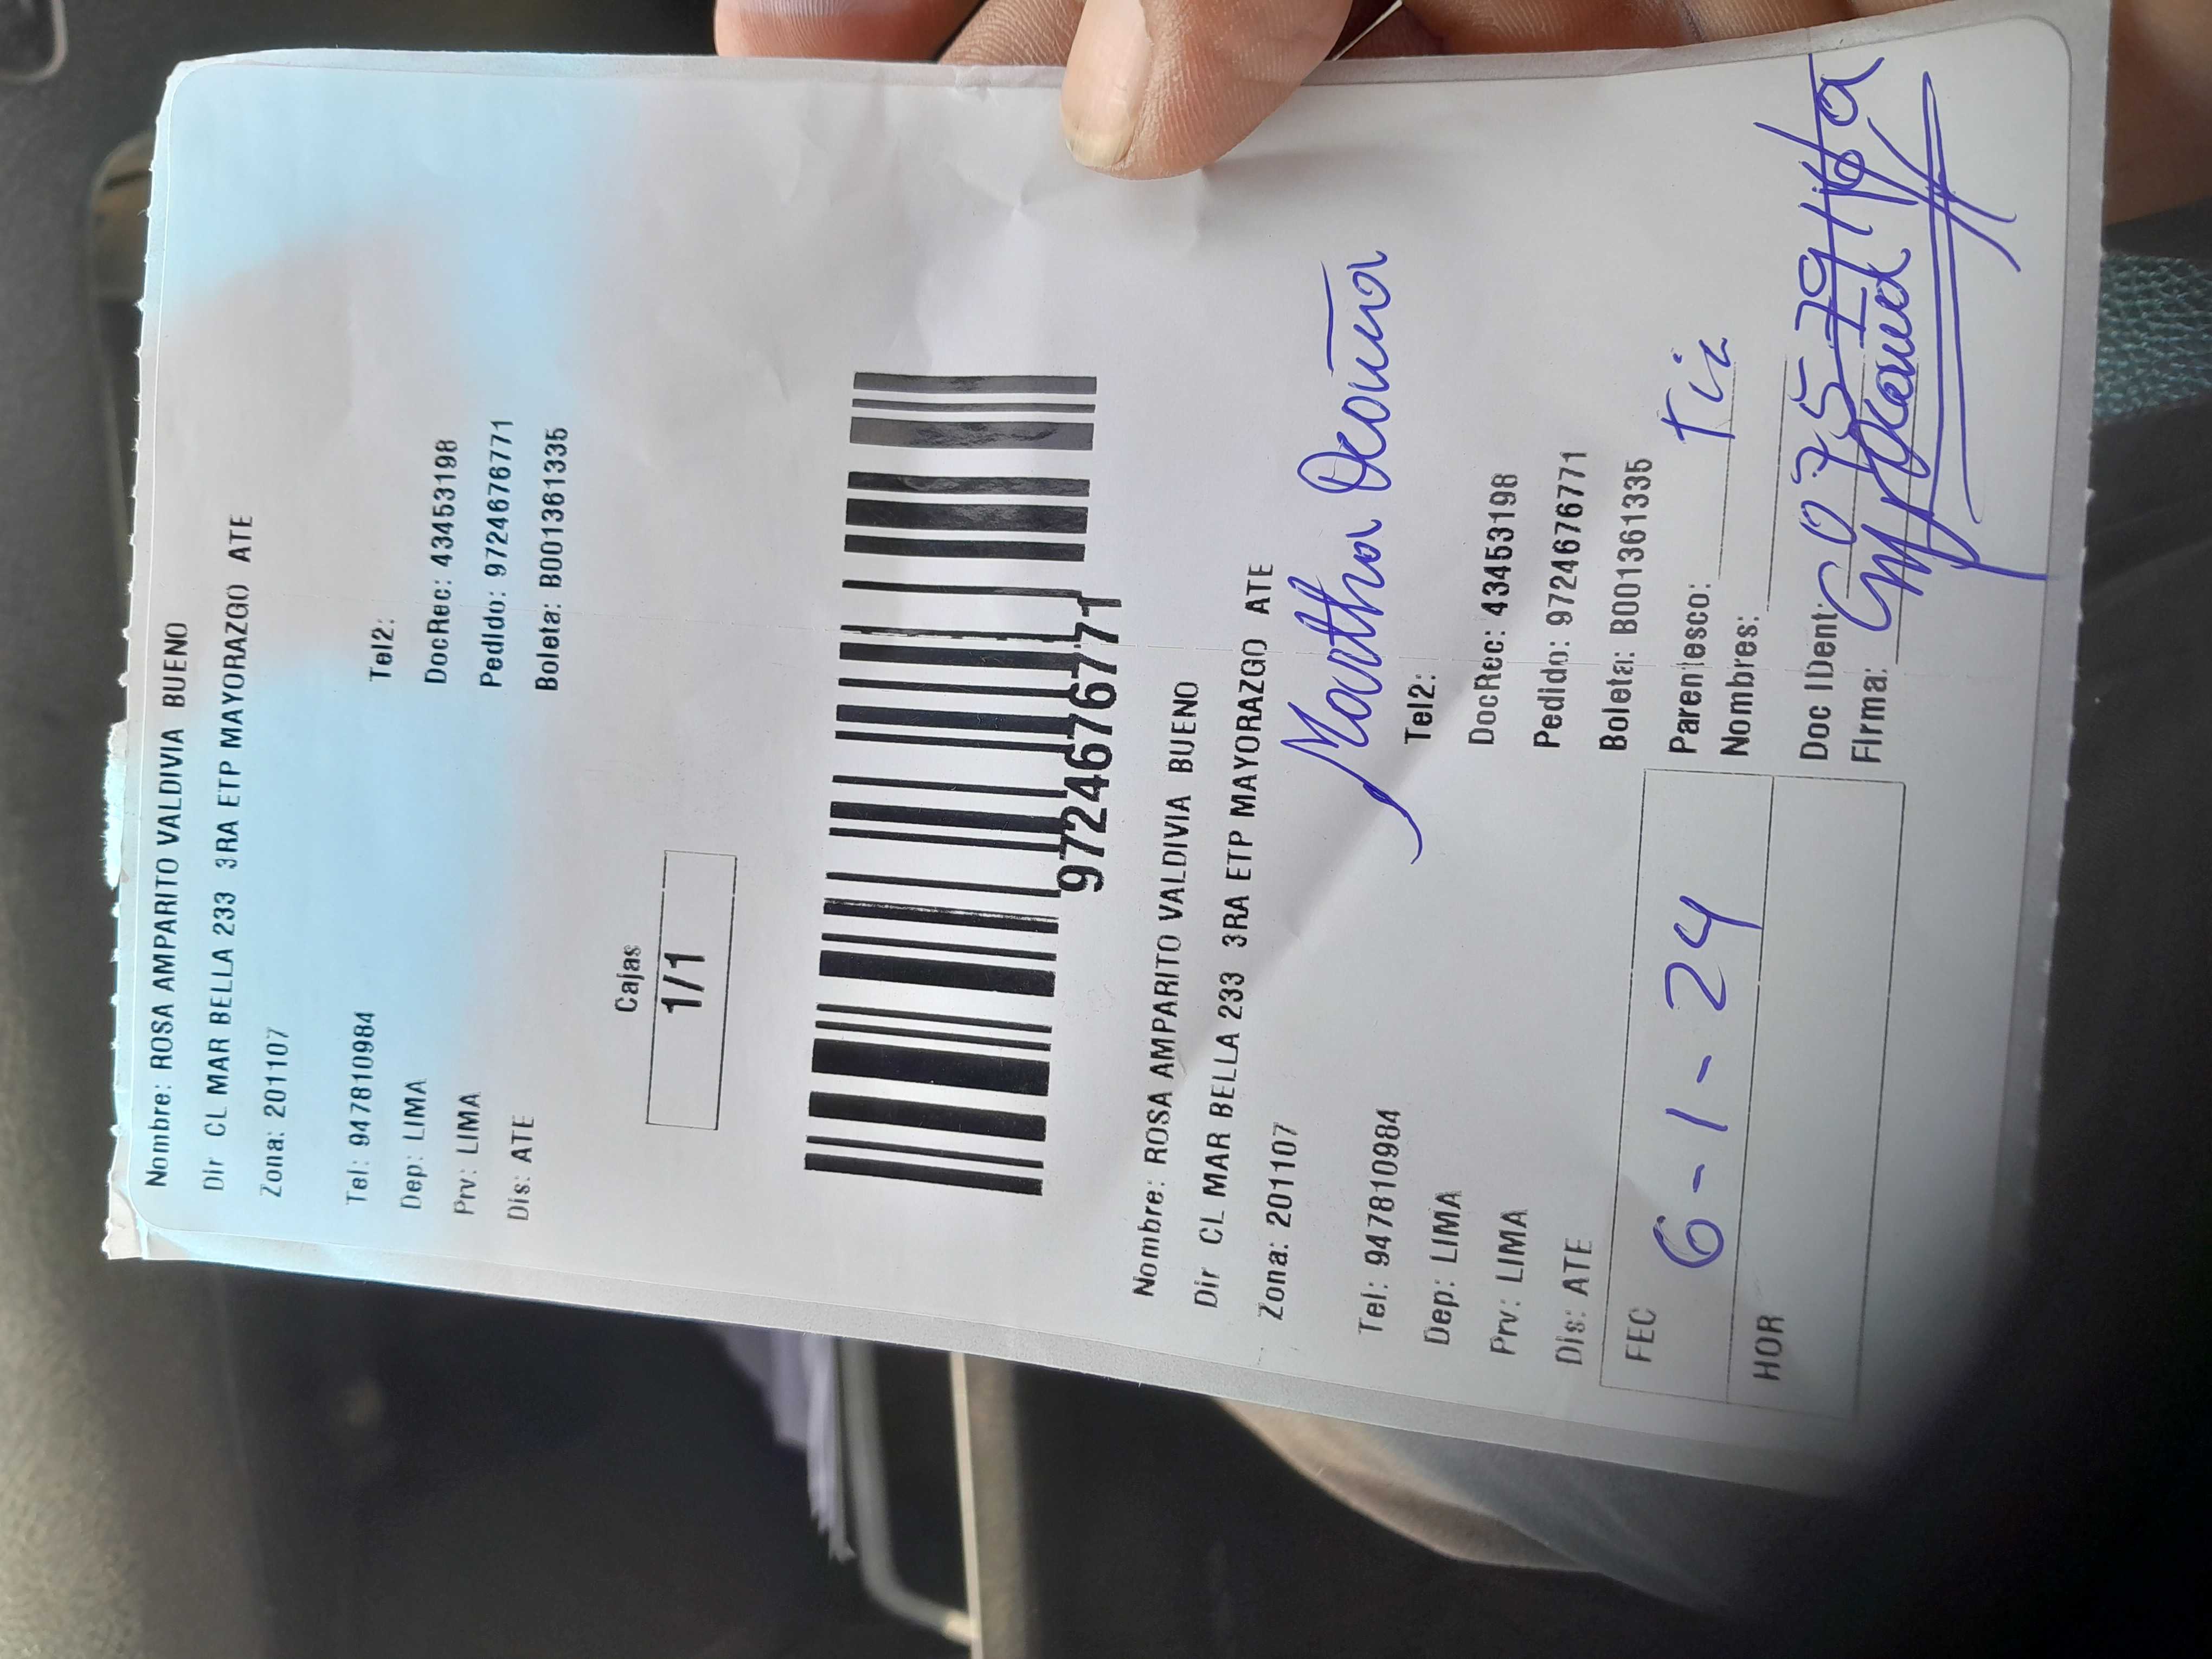 Nombre: ROSA AMPARITO VALDIVIA BUENO
Dir CL MAR BELLA 233 3RA ETP MAYORAZGO ATE
Zona: 201107
Tel: 947810984 Tel2:
Dep: LIMA DocRec: 43453198
Prv: LIMA Pedido: 97246767 71
Dis: ATE Boleta: B001361335
Cajas
1/1
9724676771
Nombre: ROSA AMPARITO VALDIVIA BUENO
Dir CL MAR BELLA 233 3RA ETP MAYORAZGO ATE
Zona: 201107
Martha
Tel: 947810984 Tel2:
Dep: LIMA DocRec: 43453198
Prv: LIMA Pedido: 9724676771
Dis: ATE Boleta: B001361335
FEC 6-1-24 Parentesco: Tia
Nombres:
HOR Doc IDent:
Firma: